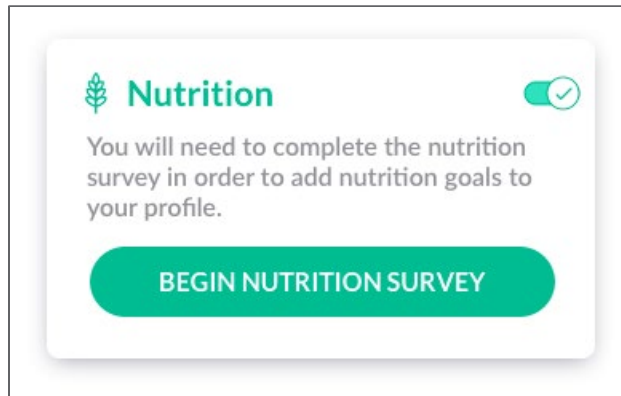 Nutrition
You will need to complete the nutrition
survey in order to add nutrition goals to
your profile.
BEGIN NUTRITION SURVEY